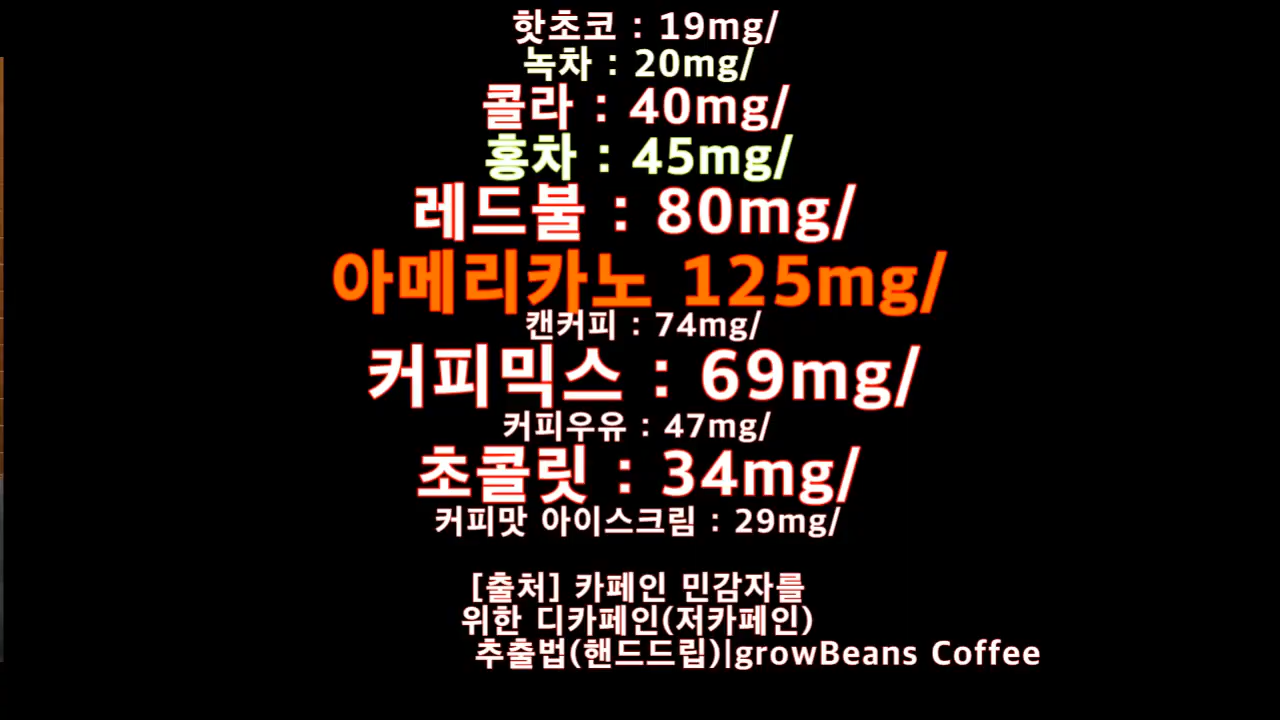 핫초코 : 19mg/
녹차 : 20mg/
콜라 : 40mg/
홍차 : 45mg/
레드불 : 80mg/
아메리카노 125mg/
캔커피 : 74mg/
커피믹스 : 69mg/
커피우유 : 47mg/
초콜릿 : 34mg/
커피맛 아이스크림 : 29mg/
[출처] 카페인 민감자를
위한 디카페인(저카페인)
추출법(핸드드립)|growBeans Coffee